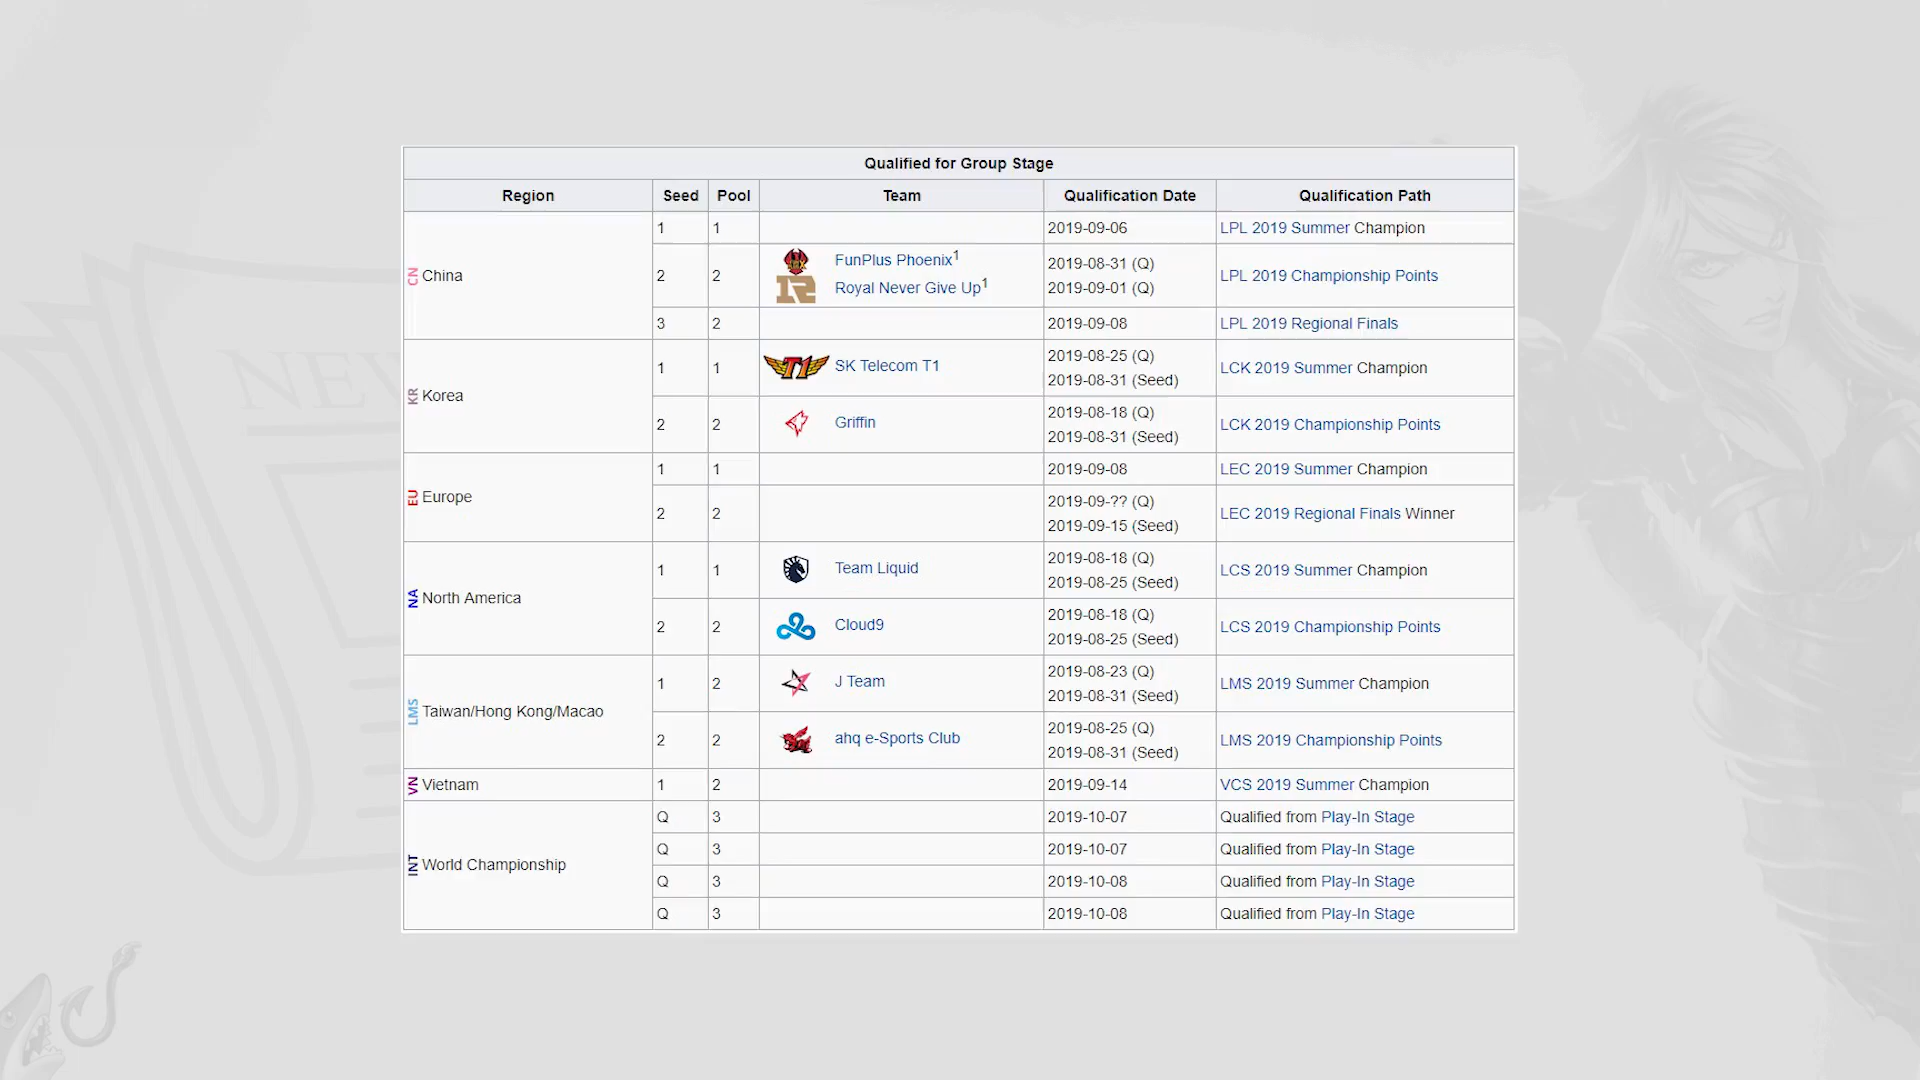 Qualified for Group Stage
Region Seed Pool Team Qualification Date Qualification Path
CN China
1 1 2019-09-06 LPL 2019 Summer Champion
2 2 FunPlus Phoenix1 2019-08-31 (Q) LPL 2019 Championship Points
Royal Never Give Up1 2019-09-01 (Q)
3 2 2019-09-08 LPL 2019 Regional Finals
KR Korea
1 1 T1 SK Telecom T1 2019-08-25 (Q) LCK 2019 Summer Champion
2019-08-31 (Seed)
2 2 Griffin 2019-08-18 (Q) LCK 2019 Championship Points
2019-08-31 (Seed)
EU Europe
1 1 2019-09-08 LEC 2019 Summer Champion
2 2 2019-09-?? (Q) LEC 2019 Regional Finals Winner
2019-09-15 (Seed)
NA North America
1 1 Team Liquid 2019-08-18 (Q) LCS 2019 Summer Champion
2019-08-25 (Seed)
2 2 Cloud9 2019-08-18 (Q) LCS 2019 Championship Points
2019-08-25 (Seed)
LMS Taiwan/Hong Kong/Macao
1 2 J Team 2019-08-23 (Q) LMS 2019 Summer Champion
2019-08-31 (Seed)
2 2 ahq e-Sports Club 2019-08-25 (Q) LMS 2019 Championship Points
2019-08-31 (Seed)
VN Vietnam
1 2 2019-09-14 VCS 2019 Summer Champion
INT World Championship
Q 3 2019-10-07 Qualified from Play-In Stage
Q 3 2019-10-07 Qualified from Play-In Stage
Q 3 2019-10-08 Qualified from Play-In Stage
Q 3 2019-10-08 Qualified from Play-In Stage